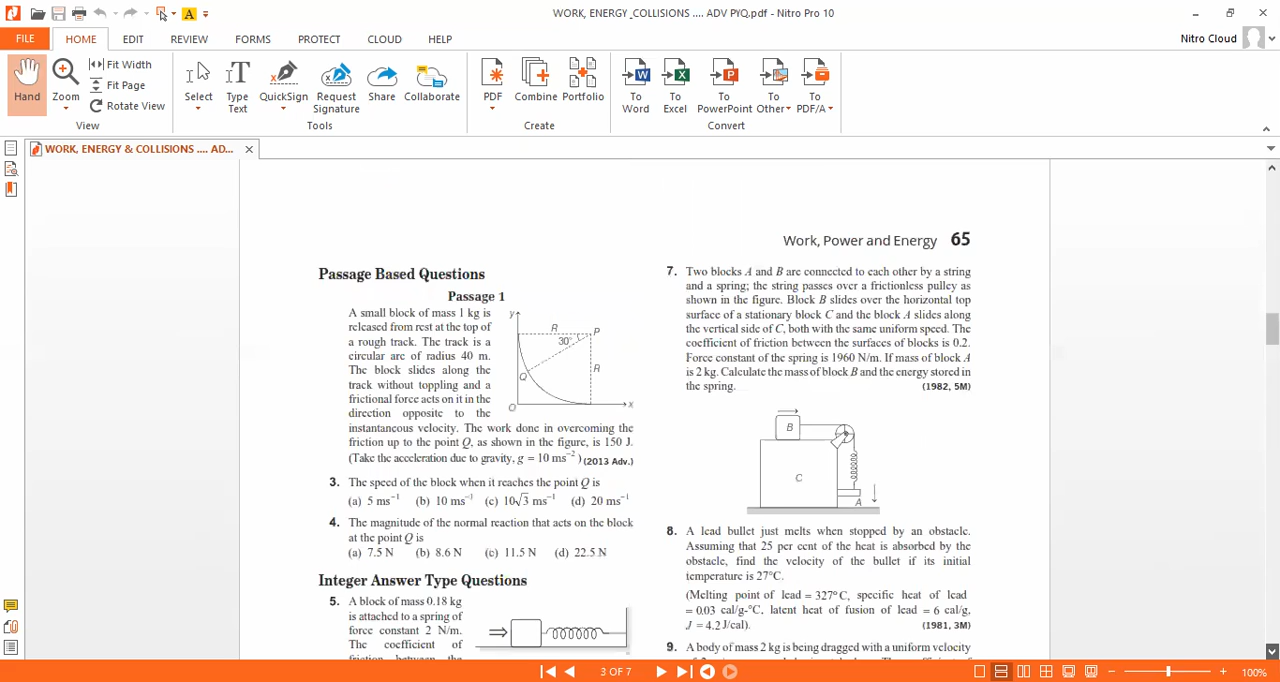 WORK, ENERGY _COLLISIONS .... ADV PYQ.pdf - Nitro Pro 10
FILE HOME EDIT REVIEW FORMS PROTECT CLOUD HELP Nitro Cloud
Hand Zoom Fit Width Fit Page Rotate View
Select Type Text QuickSign Request Signature Share Collaborate
PDF Combine Portfolio
To Word To Excel To PowerPoint To Other To PDF/A
View Tools Create Convert
WORK, ENERGY & COLLISIONS .... AD...
Work, Power and Energy 65
Passage Based Questions
Passage 1
A small block of mass 1 kg is
released from rest at the top of
a rough track. The track is a
circular arc of radius 40 m.
The block slides along the
track without toppling and a
frictional force acts on it in the
direction opposite to the
instantaneous velocity. The work done in overcoming the
friction up to the point Q, as shown in the figure, is 150 J.
(Take the acceleration due to gravity, g = 10 ms⁻²) (2013 Adv.)
y
R
P
30°
R
Q
O
x
3. The speed of the block when it reaches the point Q is
(a) 5 ms⁻¹ (b) 10 ms⁻¹ (c) 10√3 ms⁻¹ (d) 20 ms⁻¹
4. The magnitude of the normal reaction that acts on the block
at the point Q is
(a) 7.5 N (b) 8.6 N (c) 11.5 N (d) 22.5 N
Integer Answer Type Questions
5. A block of mass 0.18 kg
is attached to a spring of
force constant 2 N/m.
The coefficient of
friction between the
7. Two blocks A and B are connected to each other by a string
and a spring; the string passes over a frictionless pulley as
shown in the figure. Block B slides over the horizontal top
surface of a stationary block C and the block A slides along
the vertical side of C, both with the same uniform speed. The
coefficient of friction between the surfaces of blocks is 0.2.
Force constant of the spring is 1960 N/m. If mass of block A
is 2 kg. Calculate the mass of block B and the energy stored in
the spring. (1982, 5M)
B
C
A
8. A lead bullet just melts when stopped by an obstacle.
Assuming that 25 per cent of the heat is absorbed by the
obstacle, find the velocity of the bullet if its initial
temperature is 27°C.
(Melting point of lead = 327°C, specific heat of lead
= 0.03 cal/g-°C, latent heat of fusion of lead = 6 cal/g,
J = 4.2 J/cal). (1981, 3M)
9. A body of mass 2 kg is being dragged with a uniform velocity
3 OF 7
100%